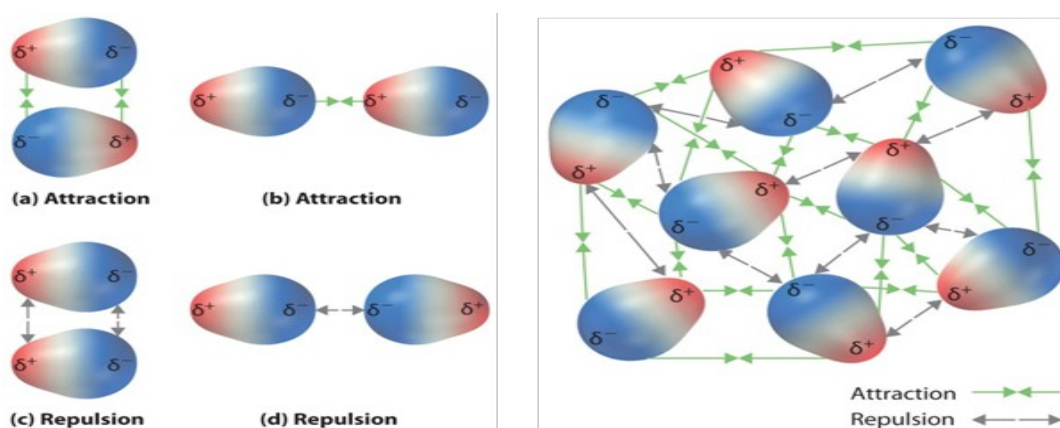 δ⁺ δ⁻
δ⁻ δ⁺
(a) Attraction
δ⁺ δ⁻ δ⁺ δ⁻
(b) Attraction
δ⁺ δ⁻
δ⁺ δ⁻
(c) Repulsion
δ⁺ δ⁻ δ⁻ δ⁺
(d) Repulsion
δ⁺ δ⁻
δ⁻ δ⁺
δ⁻ δ⁺
δ⁺ δ⁺
δ⁻ δ⁻ δ⁻
δ⁺ δ⁻ δ⁺
δ⁻ δ⁺
Attraction
Repulsion